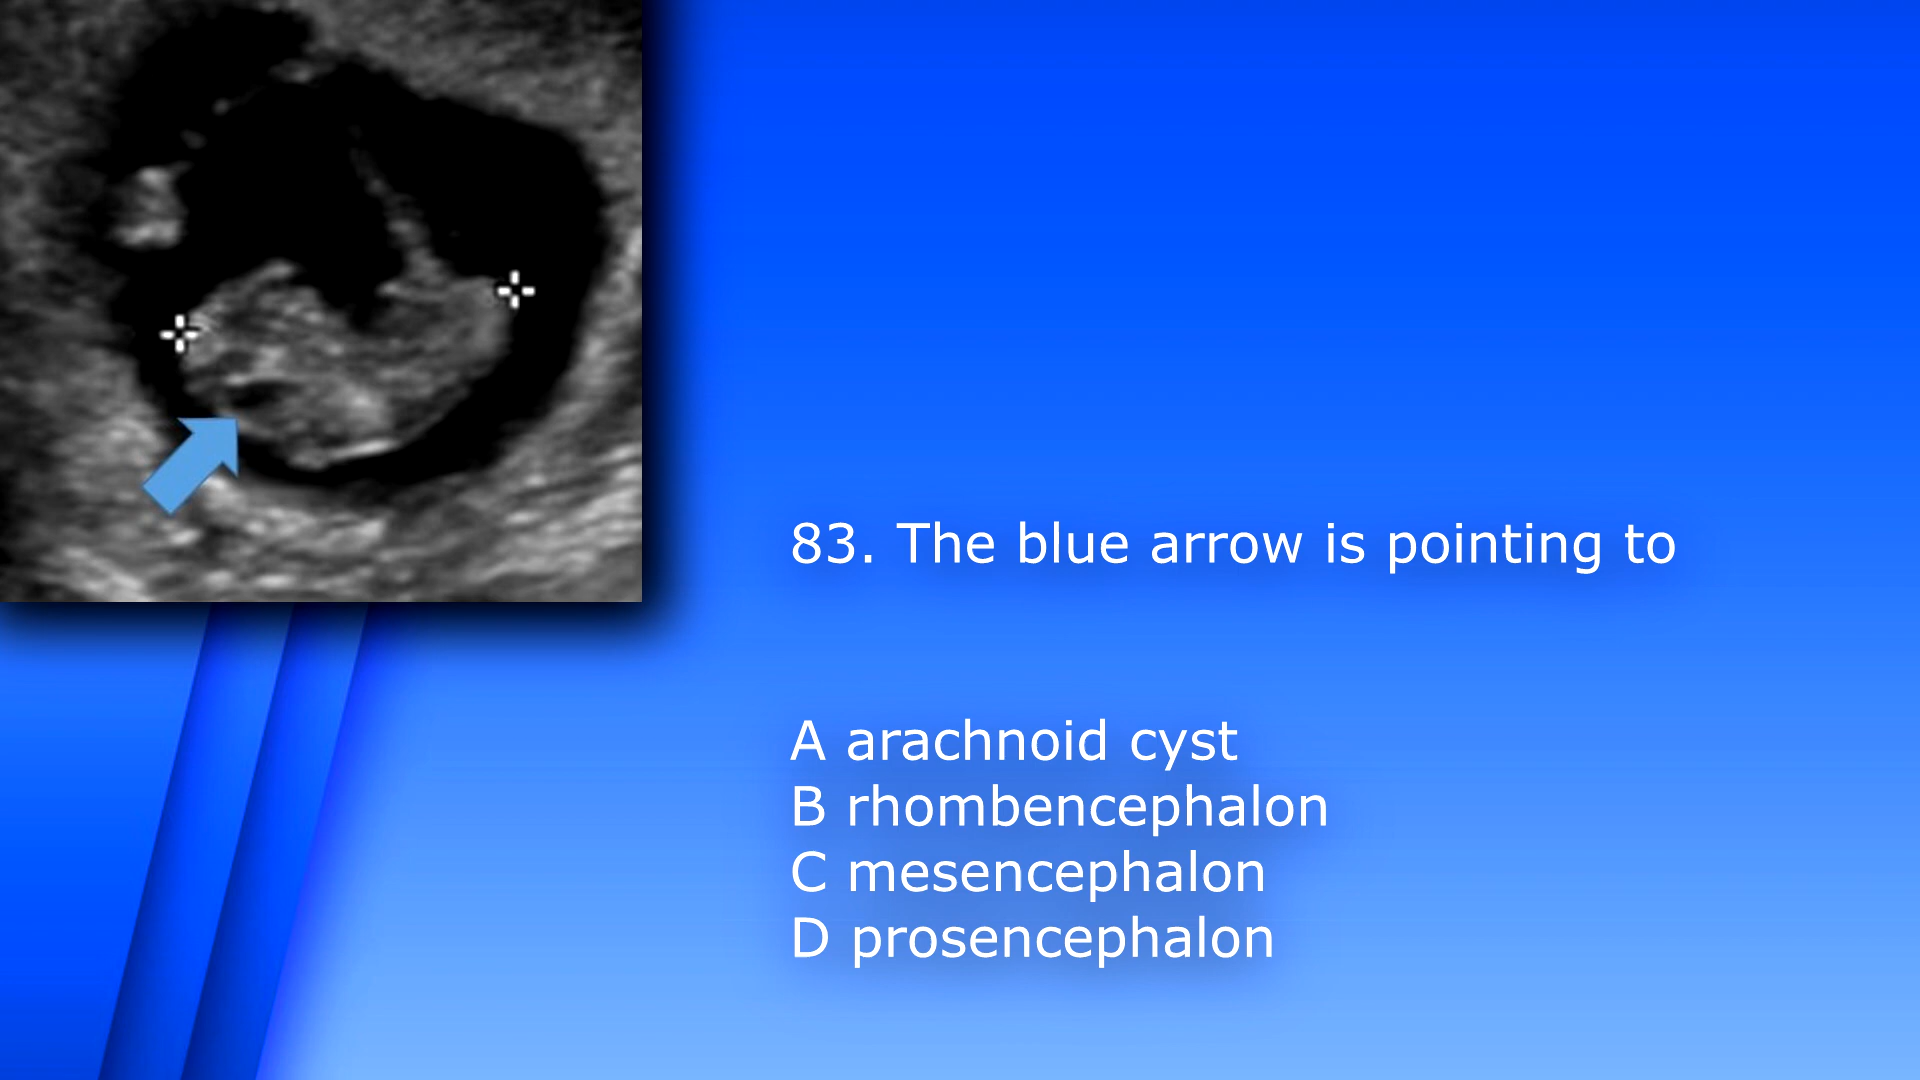 83. The blue arrow is pointing to
A arachnoid cyst
B rhombencephalon
C mesencephalon
D prosencephalon